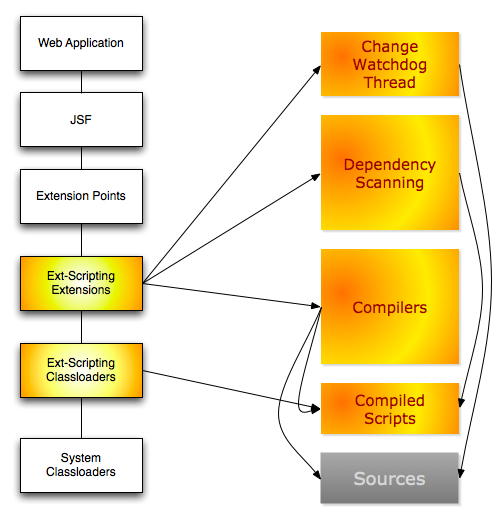 Web Application
JSF
Extension Points
Ext-Scripting
Extensions
Ext-Scripting
Classloaders
System
Classloaders
Change
Watchdog
Thread
Dependency
Scanning
Compilers
Compiled
Scripts
Sources